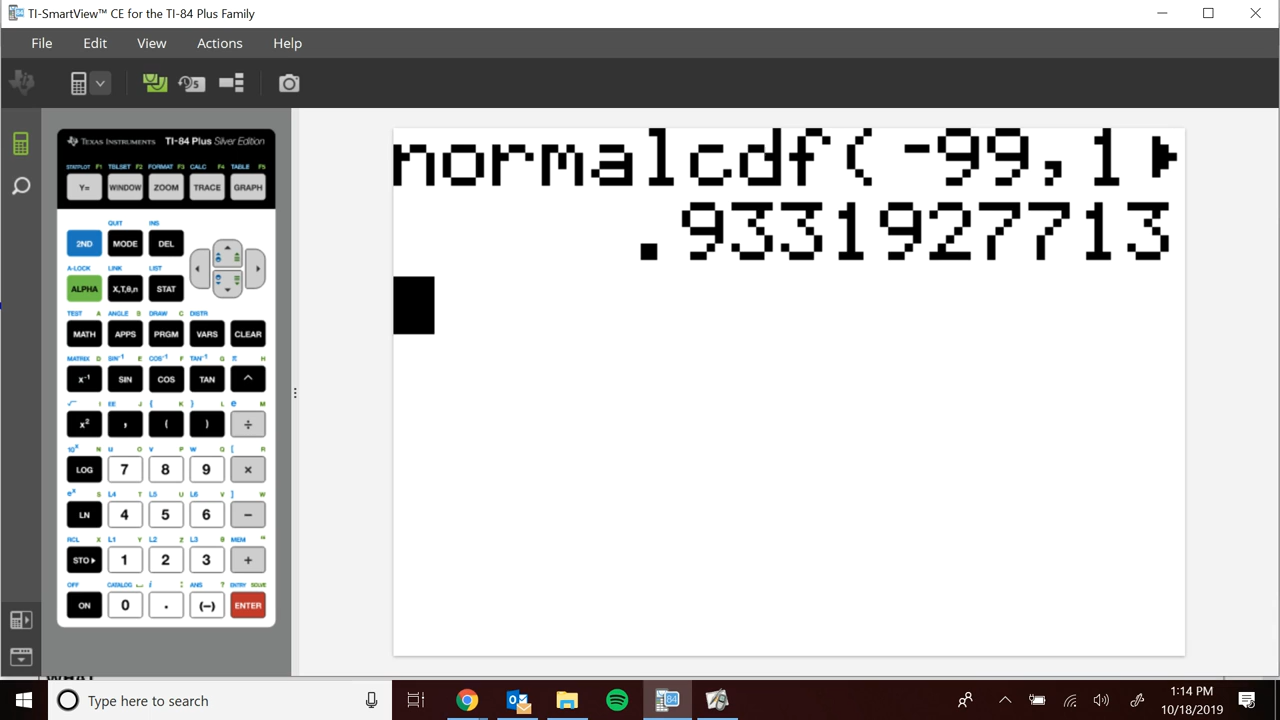 TI-SmartView™ CE for the TI-84 Plus Family
File Edit View Actions Help
TEXAS INSTRUMENTS TI-84 Plus Silver Edition
STATPLOT F1 TBLSET F2 FORMAT F3 CALC F4 TABLE F5
Y= WINDOW ZOOM TRACE GRAPH
QUIT INS
2ND MODE DEL
A-LOCK LINK LIST
ALPHA X,T,θ,n STAT
TEST A ANGLE B DRAW C DISTR
MATH APPS PRGM VARS CLEAR
MATRIX D SIN⁻¹ E COS⁻¹ F TAN⁻¹ G π H
x⁻¹ SIN COS TAN ^
√ I EE J { K } L e M
x² , ( ) ÷
10ˣ N u O v P w Q [ R
LOG 7 8 9 ×
eˣ S L4 T L5 U L6 V ] W
LN 4 5 6 −
RCL X L1 Y L2 Z L3 θ MEM "
STO▸ 1 2 3 +
OFF CATALOG ⎵ i : ANS ? ENTRY SOLVE
ON 0 . (–) ENTER
normalcdf(-99,1
.9331927713
Type here to search
84
1:14 PM
10/18/2019